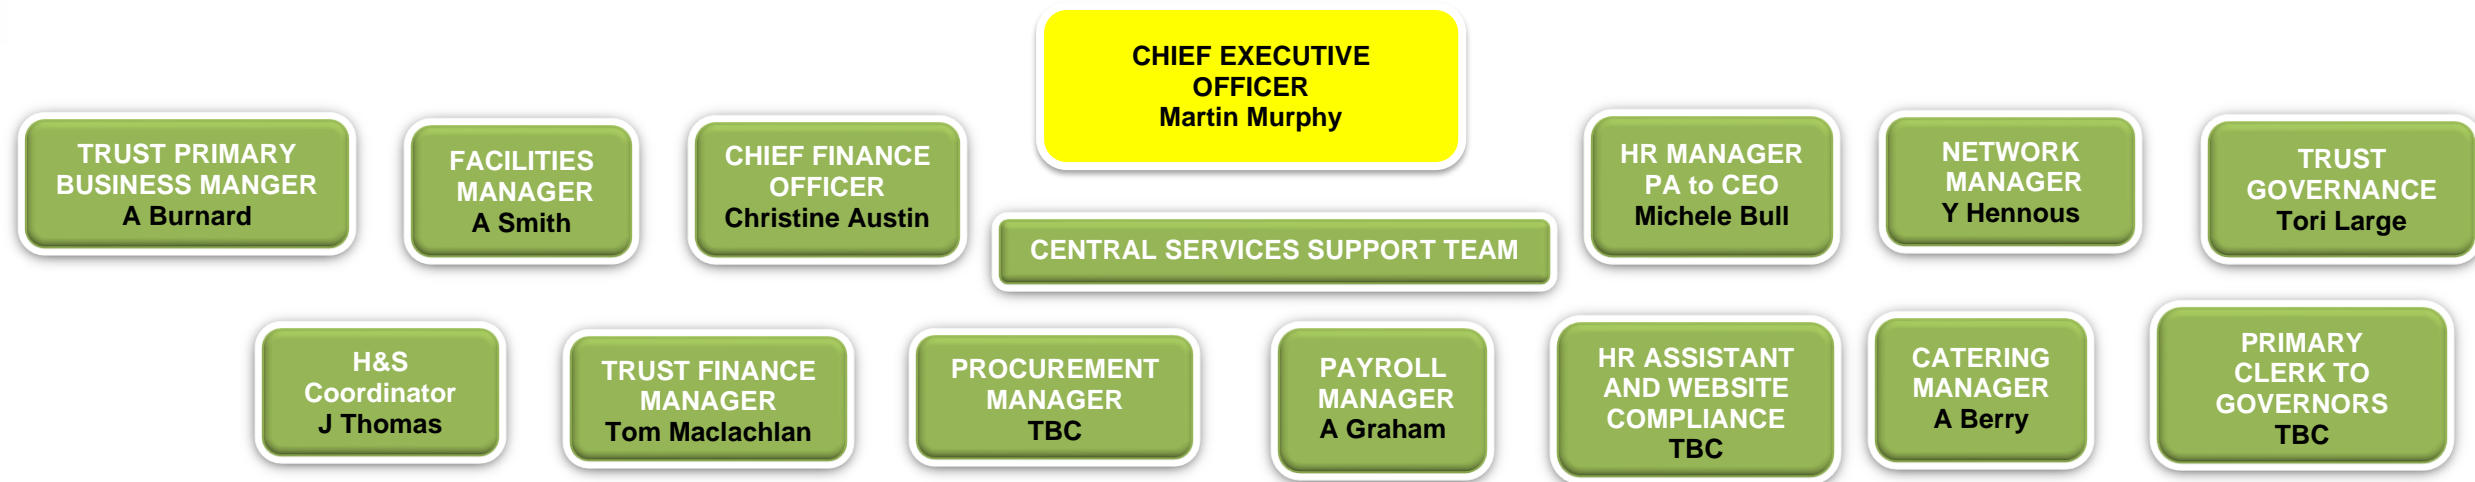 CHIEF EXECUTIVE
OFFICER
Martin Murphy
TRUST PRIMARY
BUSINESS MANGER
A Burnard
FACILITIES
MANAGER
A Smith
CHIEF FINANCE
OFFICER
Christine Austin
HR MANAGER
PA to CEO
Michele Bull
NETWORK
MANAGER
Y Hennous
TRUST
GOVERNANCE
Tori Large
CENTRAL SERVICES SUPPORT TEAM
H&S
Coordinator
J Thomas
TRUST FINANCE
MANAGER
Tom Maclachlan
PROCUREMENT
MANAGER
TBC
PAYROLL
MANAGER
A Graham
HR ASSISTANT
AND WEBSITE
COMPLIANCE
TBC
CATERING
MANAGER
A Berry
PRIMARY
CLERK TO
GOVERNORS
TBC